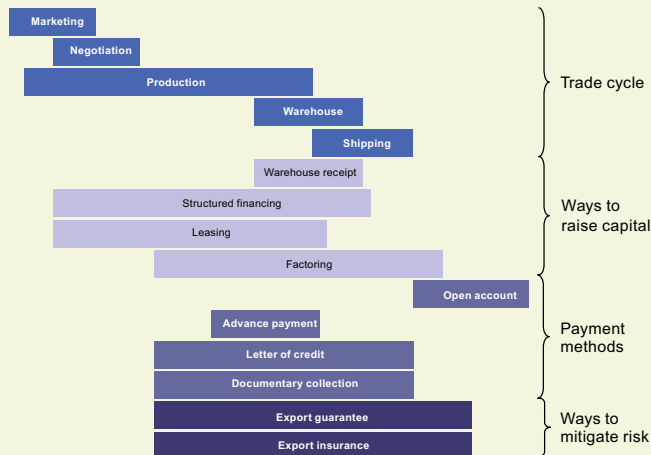 Marketing
Negotiation
Production
Warehouse
Shipping
Trade cycle
Warehouse receipt
Structured financing
Leasing
Factoring
Ways to
raise capital
Open account
Advance payment
Letter of credit
Documentary collection
Payment
methods
Export guarantee
Export insurance
Ways to
mitigate risk